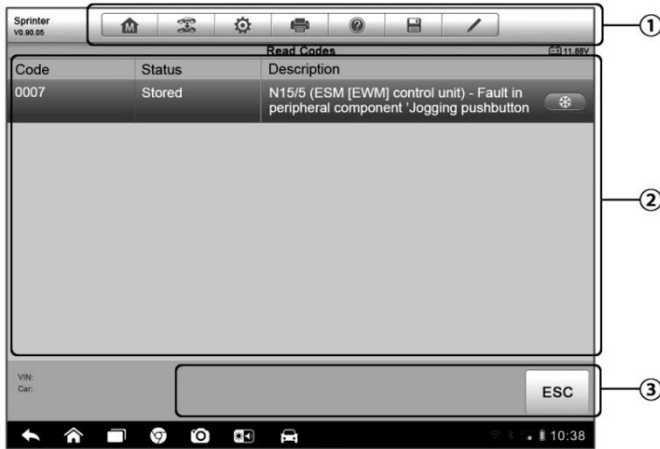 Sprinter
V0.90.05
M
①
Read Codes
11.88V
Code Status Description
0007 Stored N15/5 (ESM [EWM] control unit) - Fault in
peripheral component 'Jogging pushbutton
②
VIN:
Car:
ESC
③
10:38